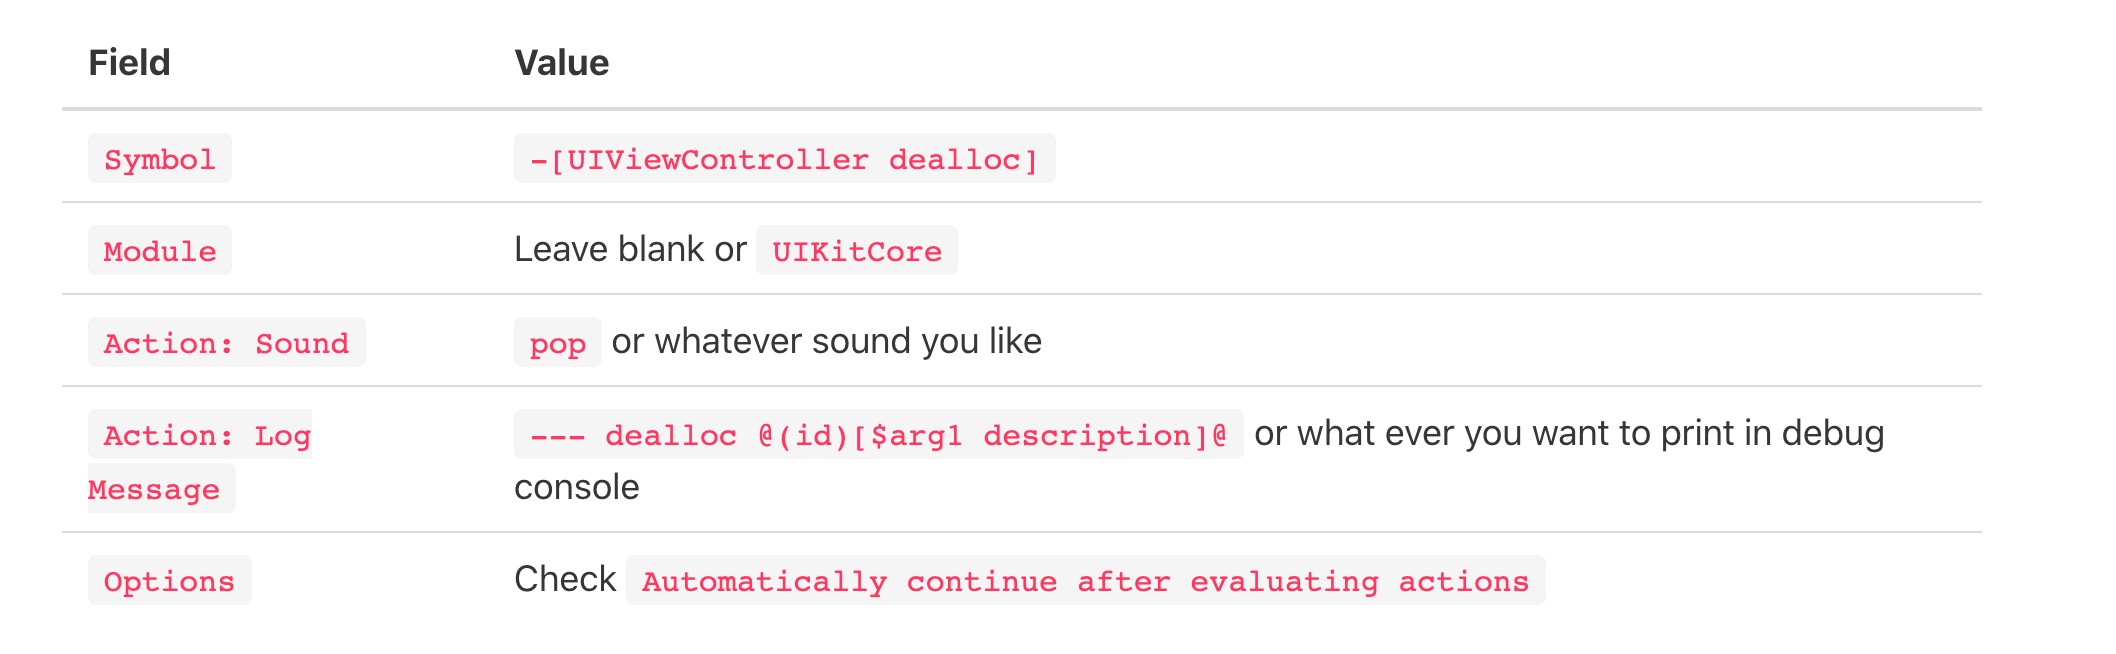 Field Value
Symbol -[UIViewController dealloc]
Module Leave blank or UIKitCore
Action: Sound pop or whatever sound you like
Action: Log --- dealloc @(id)[$arg1 description]@ or what ever you want to print in debug
Message console
Options Check Automatically continue after evaluating actions